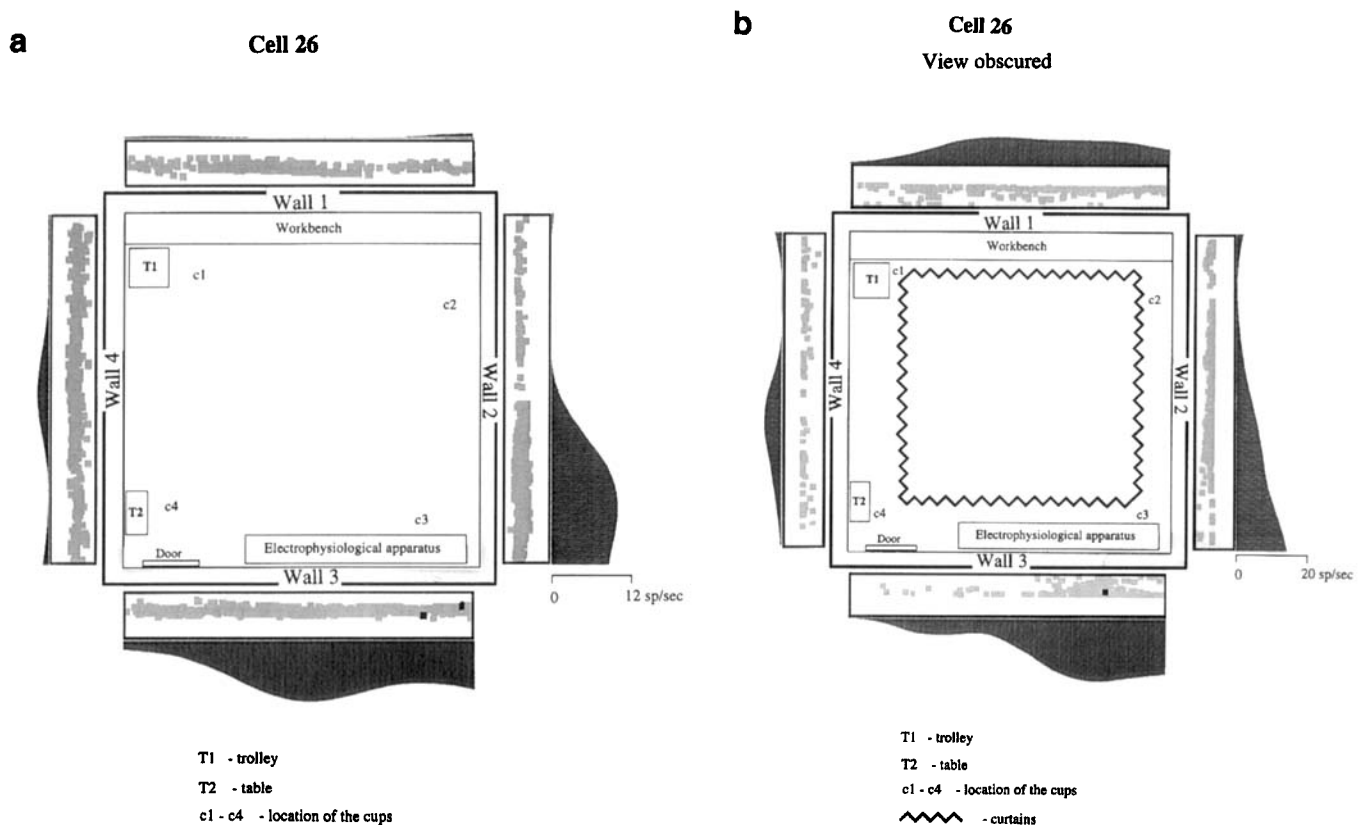 a
Cell 26
Wall 1
Workbench
T1
c1
c2
Wall 4
Wall 2
T2
c4
c3
Door
Electrophysiological apparatus
Wall 3
0 12 sp/sec
T1 - trolley
T2 - table
c1 - c4 - location of the cups
b
Cell 26
View obscured
Wall 1
Workbench
T1
c1
c2
Wall 4
Wall 2
T2
c4
c3
Door
Electrophysiological apparatus
Wall 3
0 20 sp/sec
T1 - trolley
T2 - table
c1 - c4 - location of the cups
- curtains